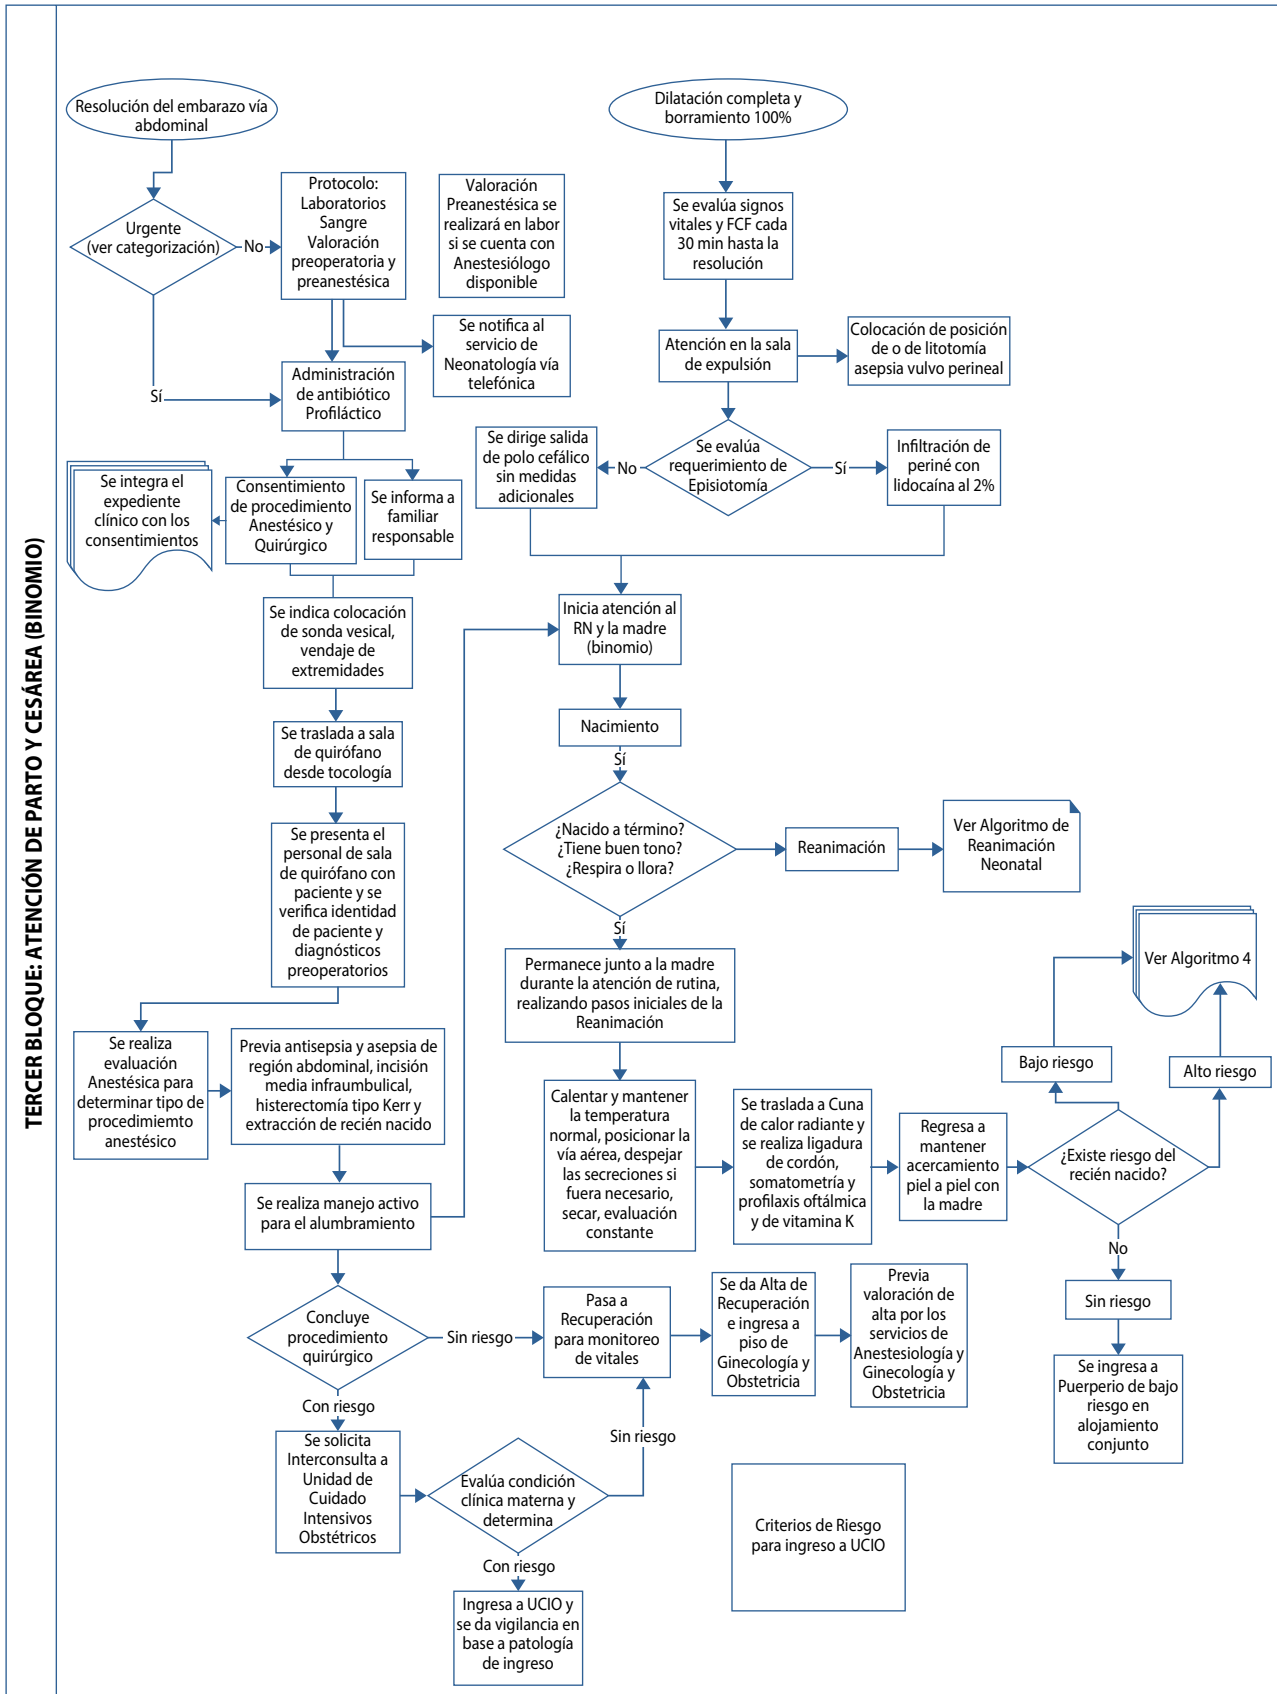 TERCER BLOQUE: ATENCIÓN DE PARTO Y CESÁREA (BINOMIO)
Resolución del embarazo vía
abdominal
Urgente
(ver categorización)
No
Sí
Protocolo:
Laboratorios
Sangre
Valoración
preoperatoria y
preanestésica
Valoración
Preanestésica se
realizará en labor
si se cuenta con
Anestesiólogo
disponible
Se notifica al
servicio de
Neonatología vía
telefónica
Administración
de antibiótico
Profiláctico
Se integra el
expediente
clínico con los
consentimientos
Consentimiento
de procedimiento
Anestésico y
Quirúrgico
Se informa a
familiar
responsable
Se indica colocación
de sonda vesical,
vendaje de
extremidades
Se traslada a sala
de quirófano
desde tocología
Se presenta el
personal de sala
de quirófano con
paciente y se
verifica identidad
de paciente y
diagnósticos
preoperatorios
Se realiza
evaluación
Anestésica para
determinar tipo de
procedimiemto
anestésico
Previa antisepsia y asepsia de
región abdominal, incisión
media infraumbulical,
histerectomía tipo Kerr y
extracción de recién nacido
Se realiza manejo activo
para el alumbramiento
Concluye
procedimiento
quirúrgico
Sin riesgo
Con riesgo
Se solicita
Interconsulta a
Unidad de
Cuidado
Intensivos
Obstétricos
Evalúa condición
clínica materna y
determina
Sin riesgo
Con riesgo
Ingresa a UCIO y
se da vigilancia en
base a patología
de ingreso
Pasa a
Recuperación
para monitoreo
de vitales
Se da Alta de
Recuperación
e ingresa a
piso de
Ginecología y
Obstetricia
Previa
valoración de
alta por los
servicios de
Anestesiología y
Ginecología y
Obstetricia
Criterios de Riesgo
para ingreso a UCIO
Dilatación completa y
borramiento 100%
Se evalúa signos
vitales y FCF cada
30 min hasta la
resolución
Atención en la sala
de expulsión
Colocación de posición
de o de litotomía
asepsia vulvo perineal
Se evalúa
requerimiento de
Episiotomía
No
Sí
Se dirige salida
de polo cefálico
sin medidas
adicionales
Infiltración de
periné con
lidocaína al 2%
Inicia atención al
RN y la madre
(binomio)
Nacimiento
Sí
¿Nacido a término?
¿Tiene buen tono?
¿Respira o llora?
Reanimación
Ver Algoritmo de
Reanimación
Neonatal
Sí
Permanece junto a la madre
durante la atención de rutina,
realizando pasos iniciales de la
Reanimación
Calentar y mantener
la temperatura
normal, posicionar la
vía aérea, despejar
las secreciones si
fuera necesario,
secar, evaluación
constante
Se traslada a Cuna
de calor radiante y
se realiza ligadura
de cordón,
somatometría y
profilaxis oftálmica
y de vitamina K
Regresa a
mantener
acercamiento
piel a piel con
la madre
¿Existe riesgo del
recién nacido?
Bajo riesgo
Alto riesgo
Ver Algoritmo 4
No
Sin riesgo
Se ingresa a
Puerperio de bajo
riesgo en
alojamiento
conjunto